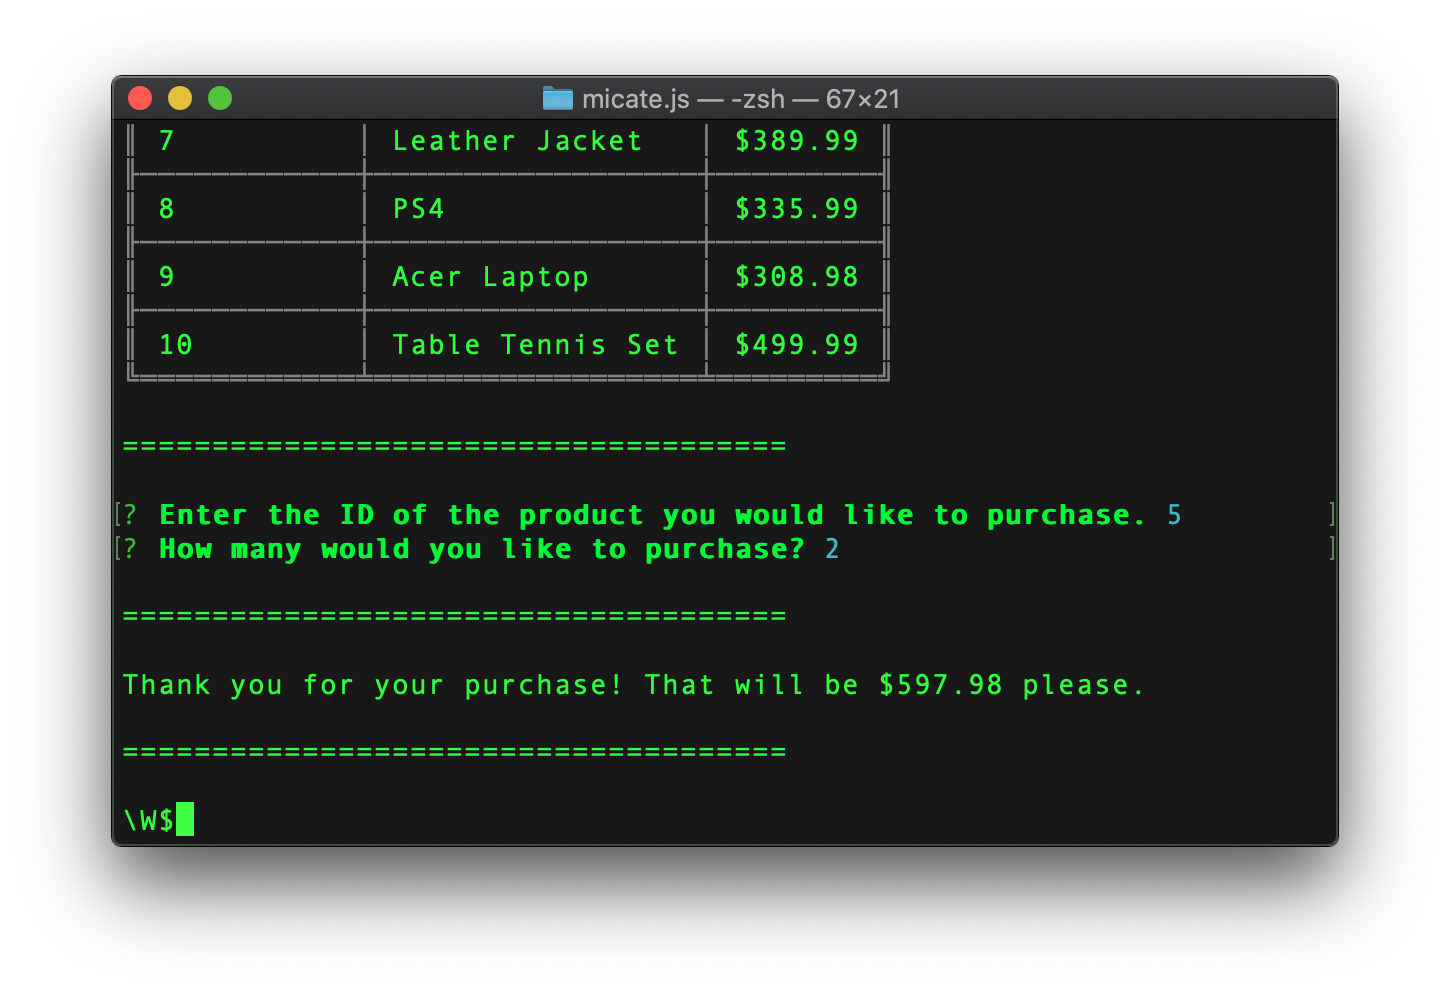 micate.js — -zsh — 67×21
7 Leather Jacket $389.99
8 PS4 $335.99
9 Acer Laptop $308.98
10 Table Tennis Set $499.99
=====================================
[? Enter the ID of the product you would like to purchase. 5 ]
[? How many would you like to purchase? 2 ]
=====================================
Thank you for your purchase! That will be $597.98 please.
=====================================
\W$